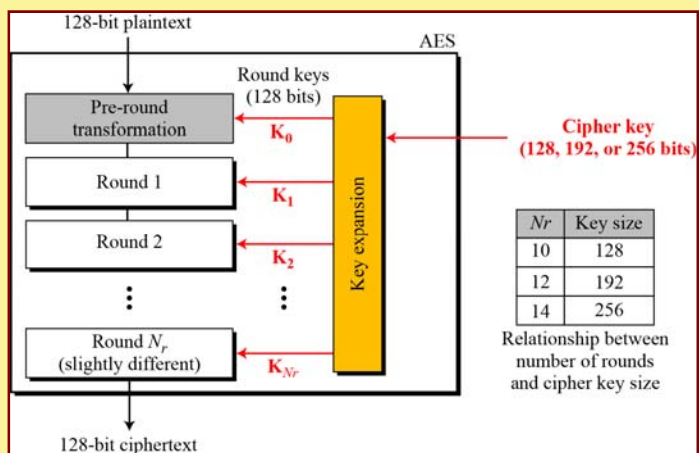 128-bit plaintext
AES
Round keys
(128 bits)
Pre-round
transformation
K0
Cipher key
(128, 192, or 256 bits)
Round 1
K1
Round 2
K2
Key expansion
Nr Key size
10 128
12 192
14 256
Relationship between
number of rounds
and cipher key size
Round Nr
(slightly different)
KNr
128-bit ciphertext